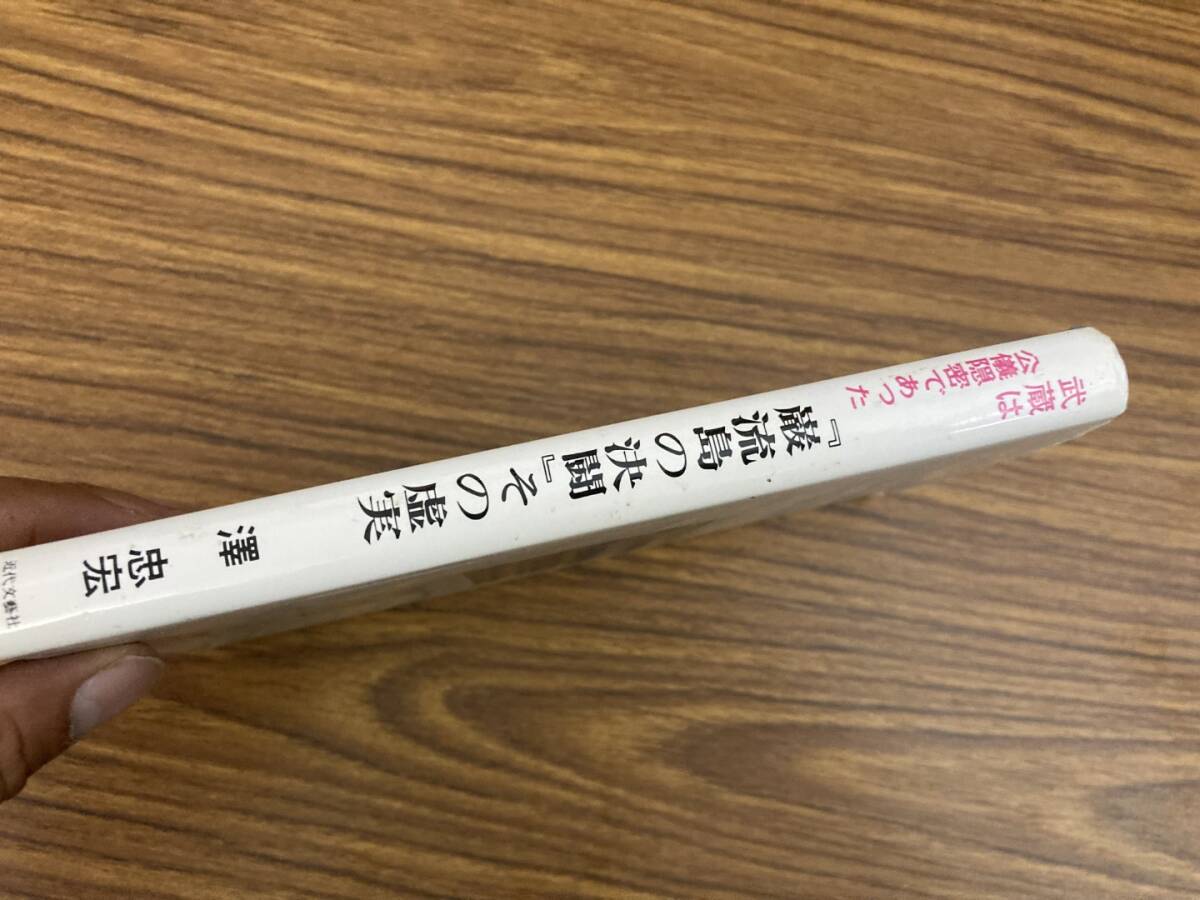 武蔵は
公儀隠密であった
『巌流島の決闘』その虚実
澤 忠宏
近代文藝社